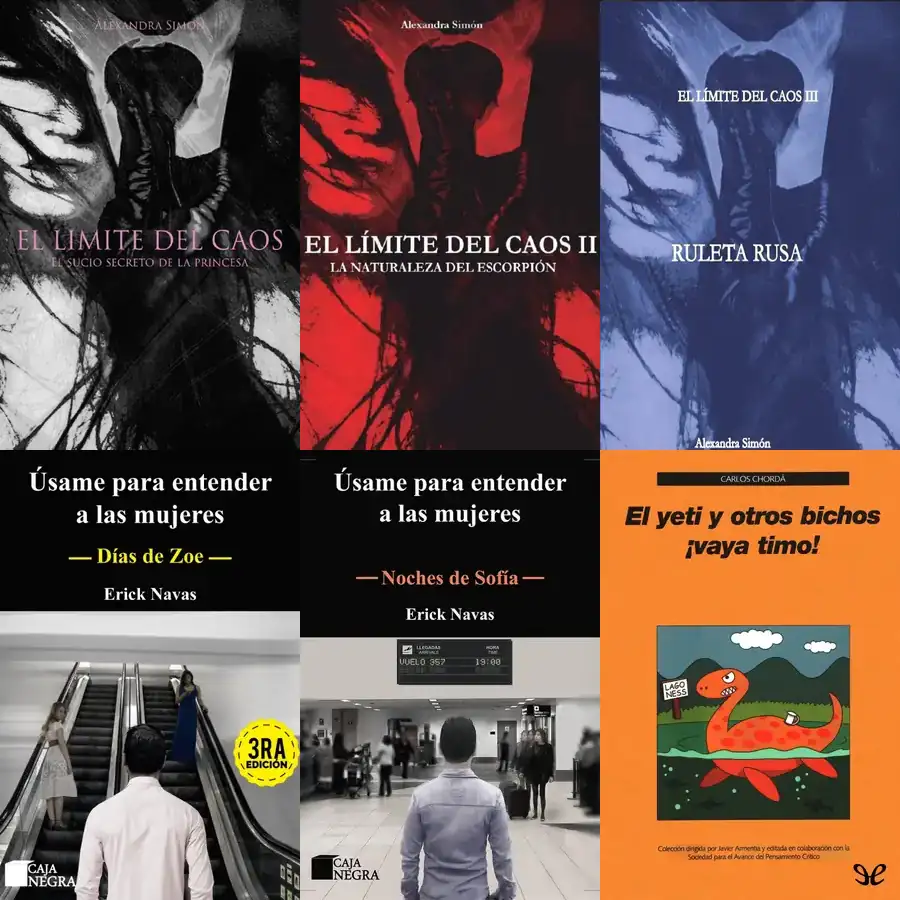 ALEXANDRA SIMÓN
EL LÍMITE DEL CAOS
EL SUCIO SECRETO DE LA PRINCESA
Alexandra Simón
EL LÍMITE DEL CAOS II
LA NATURALEZA DEL ESCORPIÓN
EL LÍMITE DEL CAOS III
RULETA RUSA
Alexandra Simón
Úsame para entender
a las mujeres
— Días de Zoe —
Erick Navas
3RA
EDICIÓN
CAJA
NEGRA
Úsame para entender
a las mujeres
— Noches de Sofía —
Erick Navas
LLEGADAS
HORA
VUELO 357
19:00
CAJA
NEGRA
CARLOS CHORDÁ
El yeti y otros bichos
¡vaya timo!
LAGO
NESS
Colección dirigida por Javier Armentia y editada en colaboración con la
Sociedad para el Avance del Pensamiento Crítico